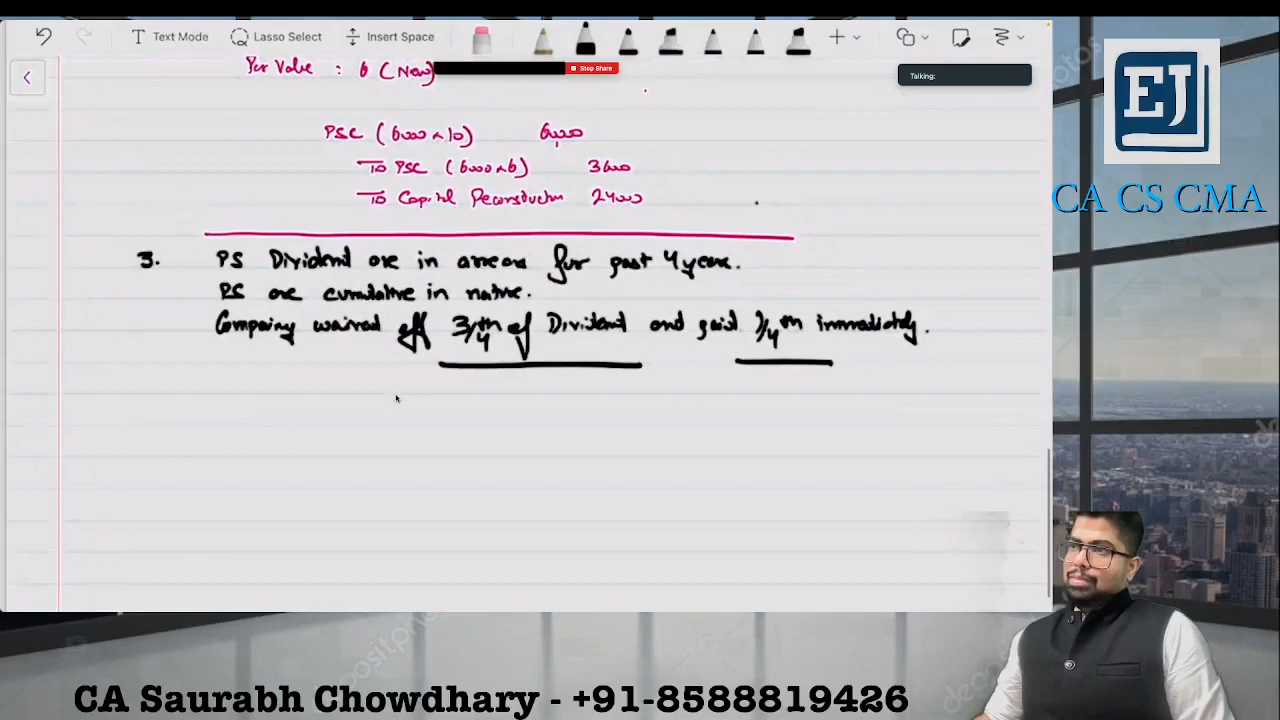 Text Mode
Lasso Select
Insert Space
Par Value : 6 (New)
Stop Share
Talking:
EJ
CA CS CMA
PSC (6000 × 10)
To PSC (6000×6)
To Capital Reconstruction 24000
3. PS Dividend are in arrears for past 4 years.
PS are cumulative in nature.
Company waived off 3/4th of Dividend and paid 1/4th immediately.
CA Saurabh Chowdhary - +91-8588819426